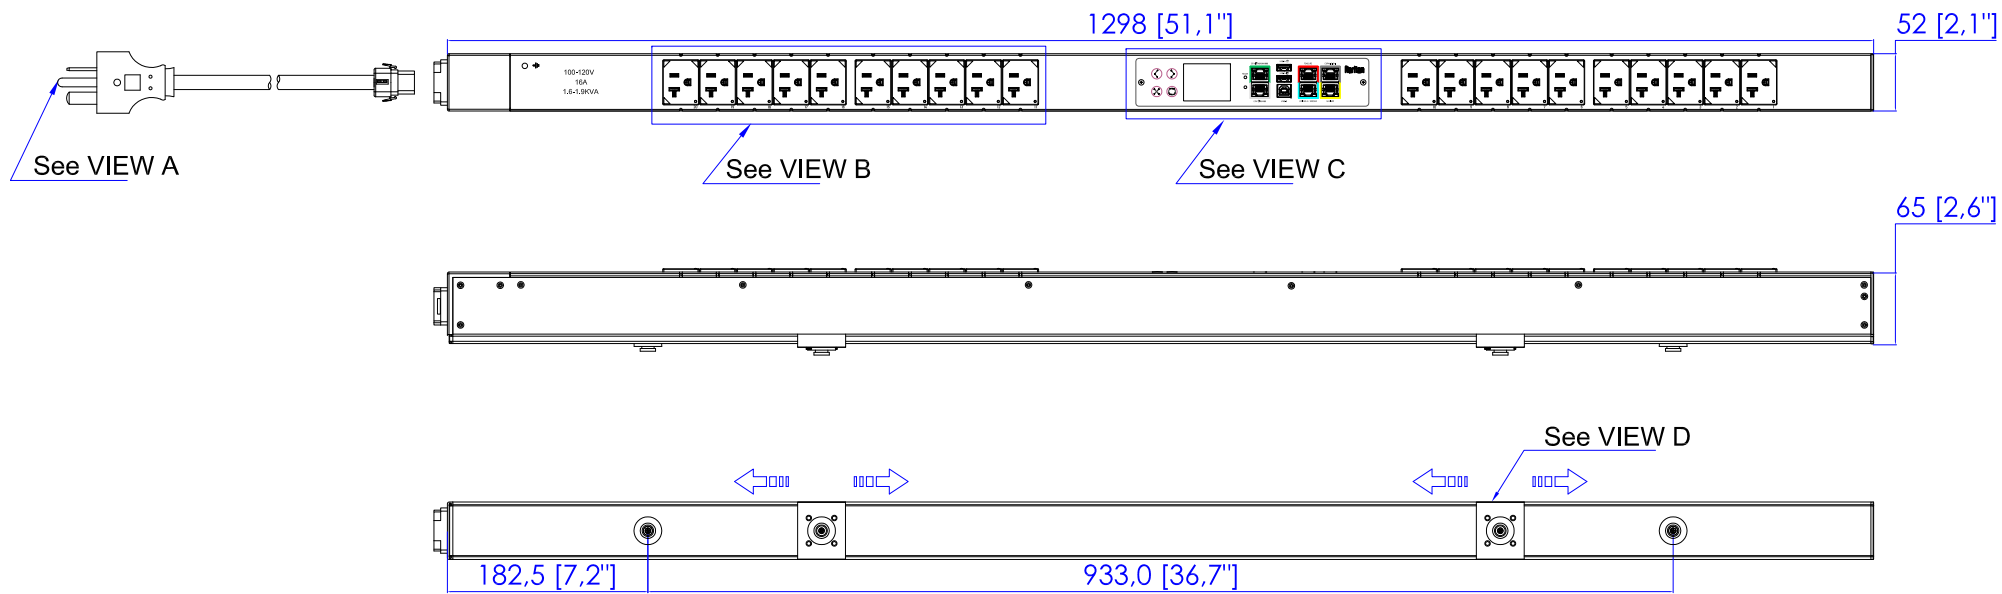 1298 [51,1"]
52 [2,1"]
100-120V
16A
1.6-1.9KVA
Raritan
See VIEW A
See VIEW B
See VIEW C
65 [2,6"]
See VIEW D
182,5 [7,2"]
933,0 [36,7"]